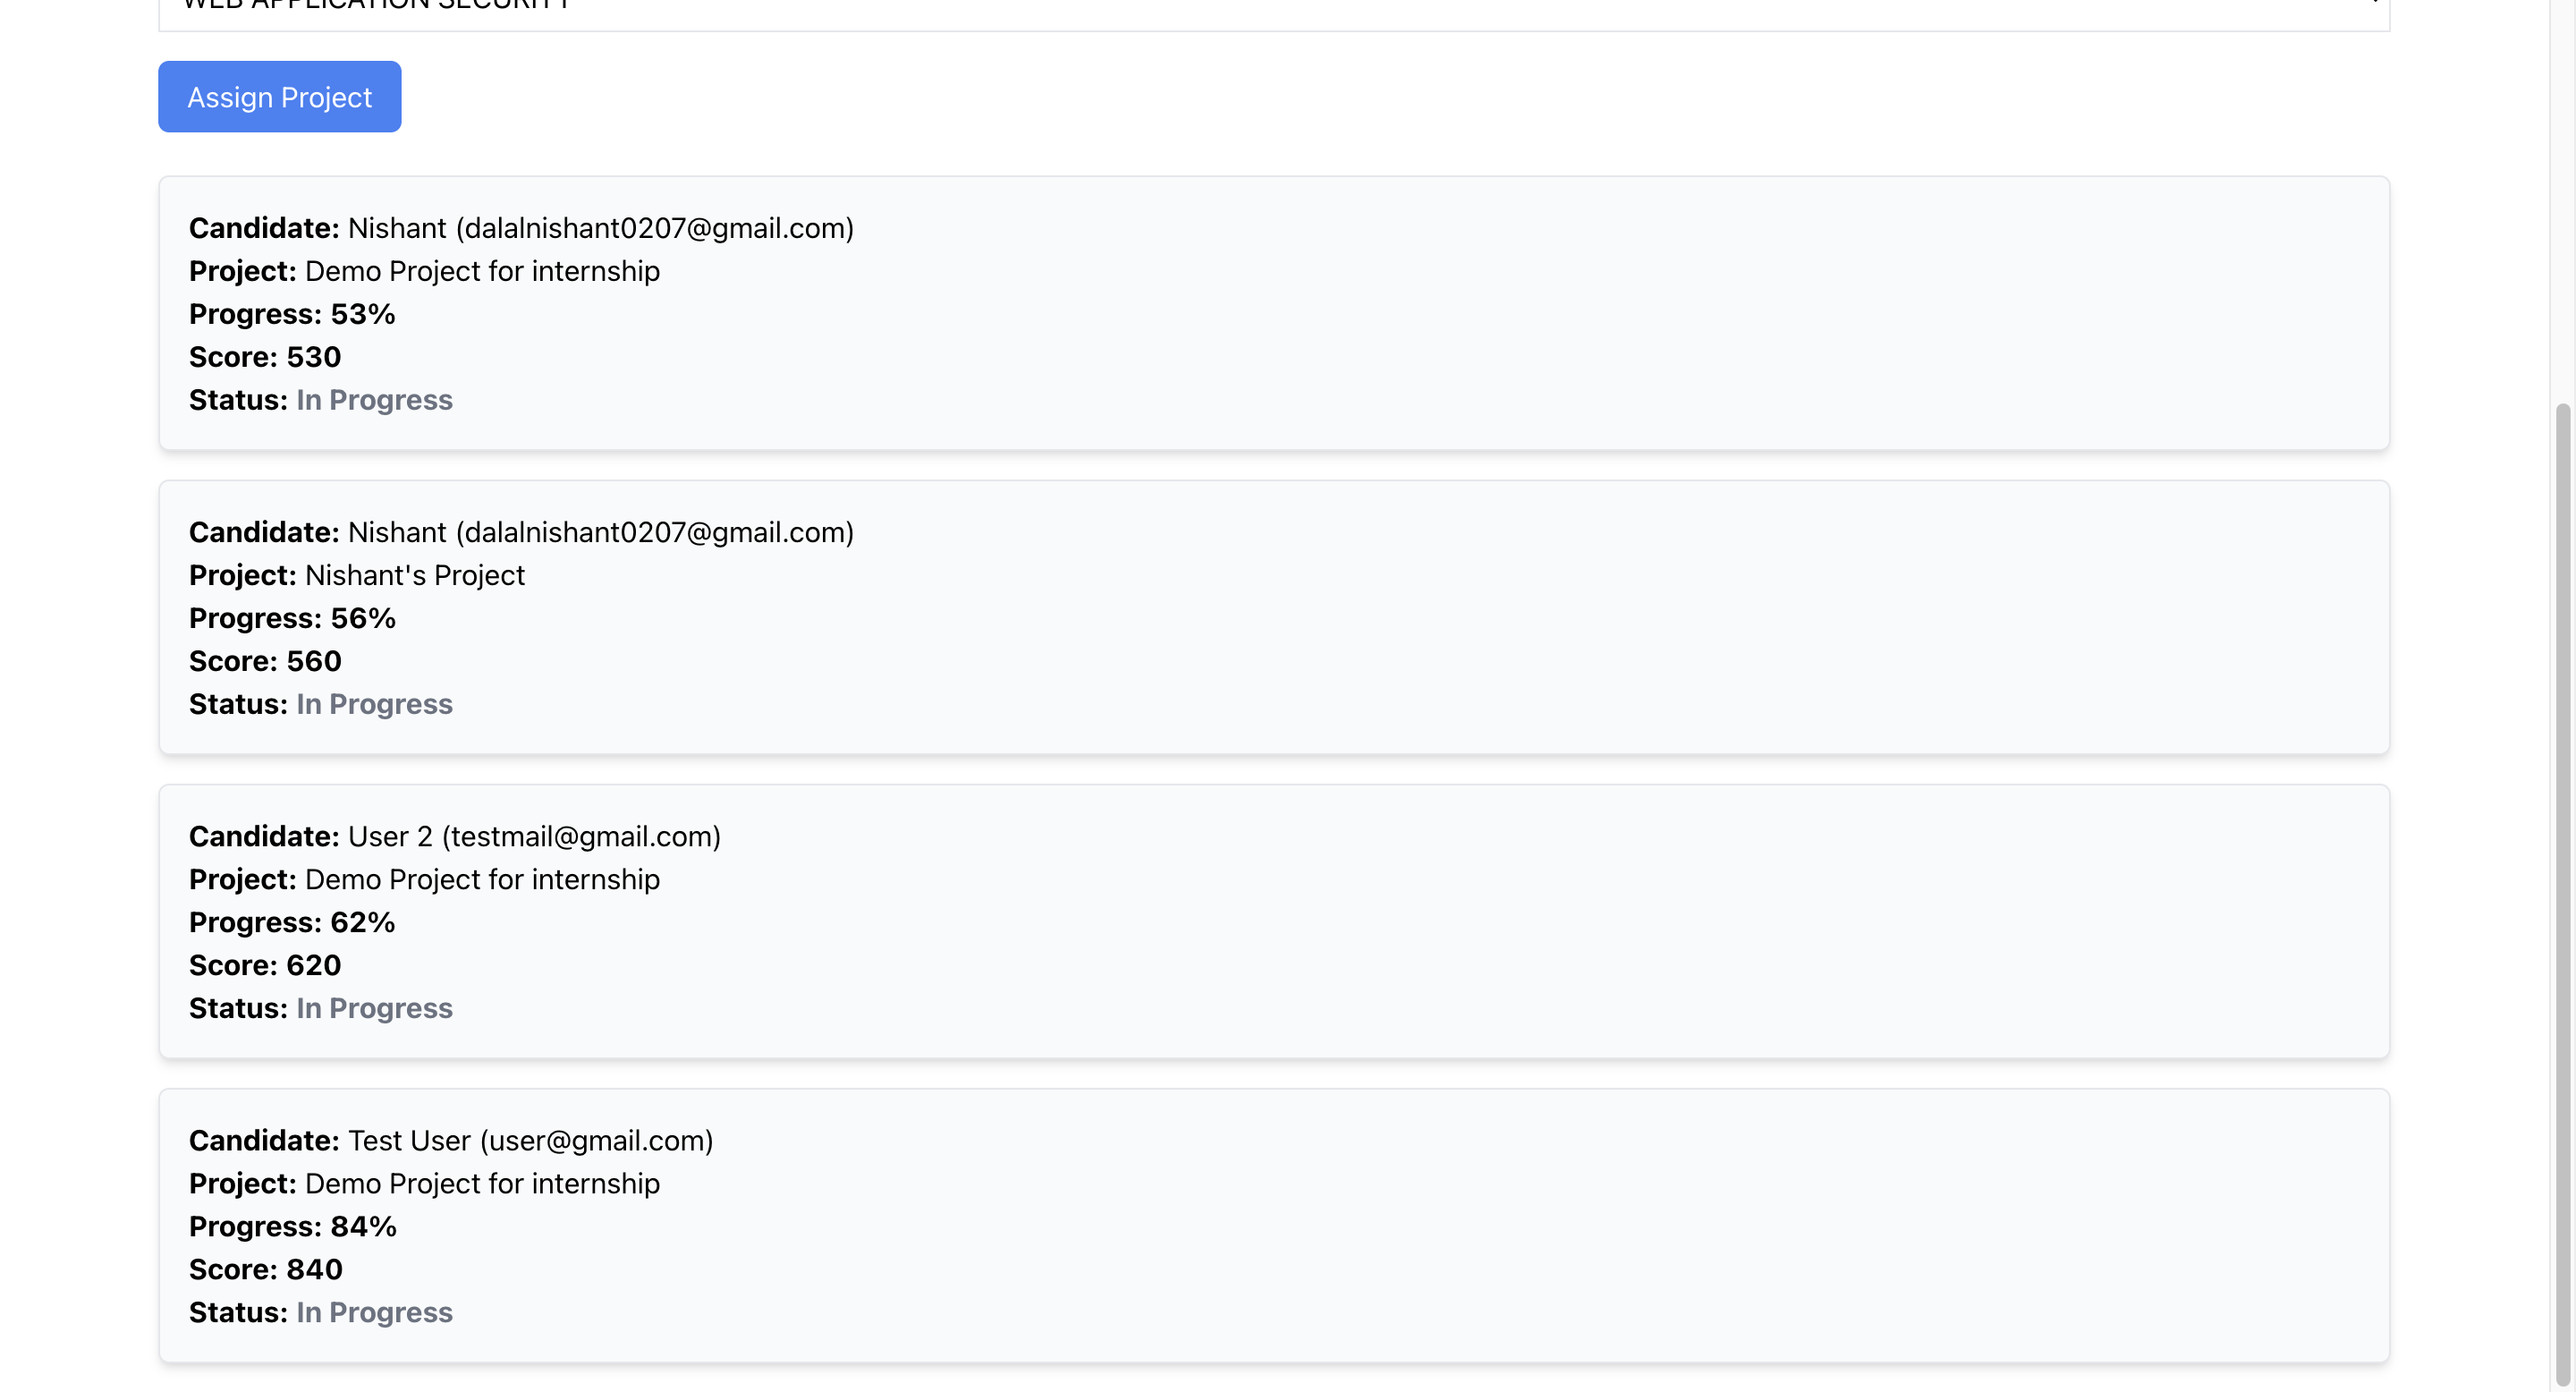 WEB APPLICATION SECURITY
Assign Project
Candidate: Nishant (dalalnishant0207@gmail.com)
Project: Demo Project for internship
Progress: 53%
Score: 530
Status: In Progress
Candidate: Nishant (dalalnishant0207@gmail.com)
Project: Nishant's Project
Progress: 56%
Score: 560
Status: In Progress
Candidate: User 2 (testmail@gmail.com)
Project: Demo Project for internship
Progress: 62%
Score: 620
Status: In Progress
Candidate: Test User (user@gmail.com)
Project: Demo Project for internship
Progress: 84%
Score: 840
Status: In Progress